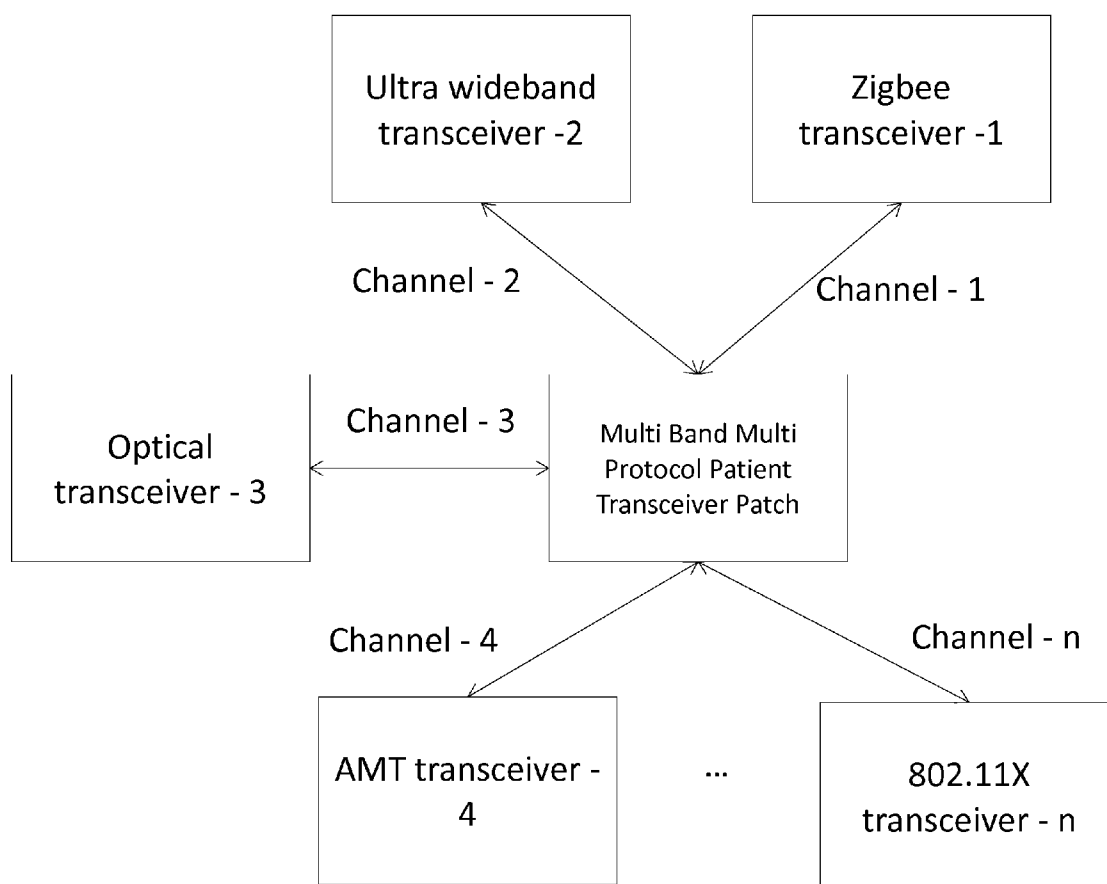 Ultra wideband
transceiver -2
Zigbee
transceiver -1
Channel - 2
Channel - 1
Optical
transceiver - 3
Channel - 3
Multi Band Multi
Protocol Patient
Transceiver Patch
Channel - 4
Channel - n
AMT transceiver -
4
...
802.11X
transceiver - n